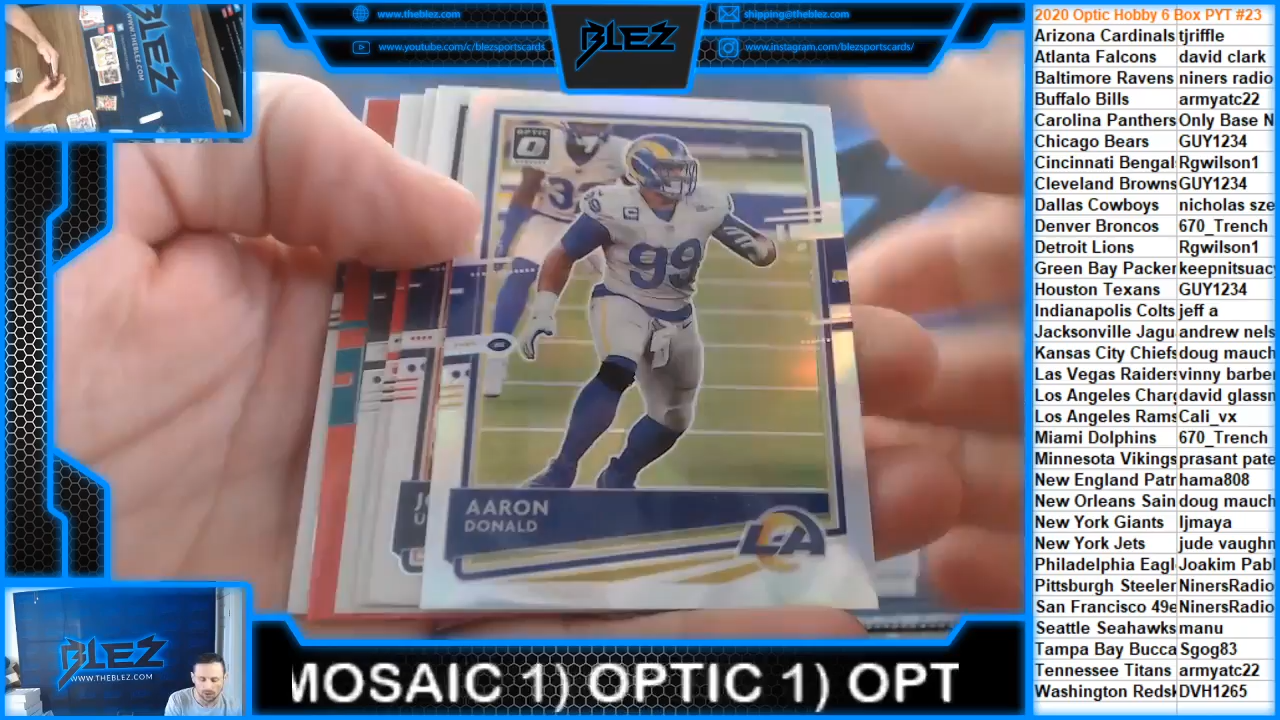 www.theblez.com
www.youtube.com/c/blezsportscards
BLEZ
shipping@theblez.com
www.instagram.com/blezsportscards/
BLEZ
WWW.THEBLEZ.COM
OPTIC
99
99
C
AARON
DONALD
LA
BLEZ
WWW.THEBLEZ.COM
MOSAIC 1) OPTIC 1) OPT
2020 Optic Hobby 6 Box PYT #23
Arizona Cardinals tjriffle
Atlanta Falcons david clark
Baltimore Ravens niners radio
Buffalo Bills armyatc22
Carolina Panthers Only Base N
Chicago Bears GUY1234
Cincinnati Bengal Rgwilson1
Cleveland Browns GUY1234
Dallas Cowboys nicholas sze
Denver Broncos 670_Trench
Detroit Lions Rgwilson1
Green Bay Packer keepnitsuac
Houston Texans GUY1234
Indianapolis Colts jeff a
Jacksonville Jagu andrew nels
Kansas City Chiefs doug mauch
Las Vegas Raiders vinny barbe
Los Angeles Charg david glassn
Los Angeles Rams Cali_vx
Miami Dolphins 670_Trench
Minnesota Vikings prasant pate
New England Patr hama808
New Orleans Sain doug mauch
New York Giants ljmaya
New York Jets jude vaughn
Philadelphia Eagl Joakim Pabl
Pittsburgh Steeler NinersRadio
San Francisco 49e NinersRadio
Seattle Seahawks manu
Tampa Bay Bucca Sgog83
Tennessee Titans armyatc22
Washington Redsk DVH1265